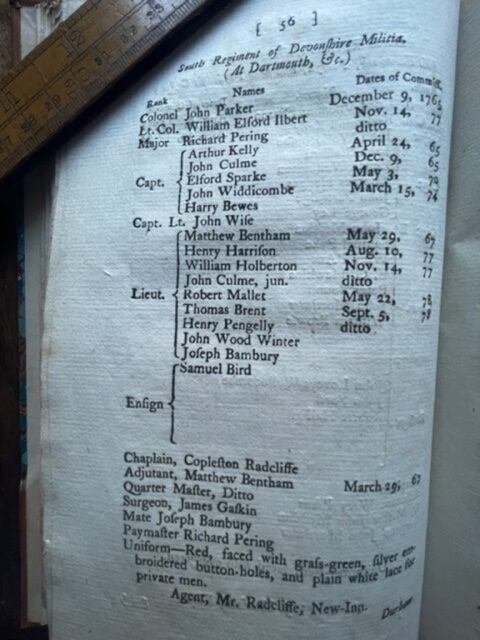 [ 56 ]
South Regiment of Devonſhire Militia.
(At Dartmouth, &c.)
Rank Names Dates of Commiſ.
Colonel John Parker December 9, 176
Lt. Col. William Elford Ilbert Nov. 14, 77
Major Richard Pering ditto
Arthur Kelly April 24, 65
John Culme Dec. 9, 65
Capt. Elford Sparke May 3, 70
John Widdicombe March 15, 76
Harry Bewes
Capt. Lt. John Wiſe
Matthew Bentham May 29, 67
Henry Harriſon Aug. 10, 77
William Holberton Nov. 14, 77
John Culme, jun. ditto
Lieut. Robert Mallet May 22, 78
Thomas Brent Sept. 5, 78
Henry Pengelly ditto
John Wood Winter
Joſeph Bambury
Samuel Bird
Enſign
Chaplain, Copleſton Radcliffe
Adjutant, Matthew Bentham March 29, 67
Quarter Maſter, Ditto
Surgeon, James Gaſkin
Mate Joſeph Bambury
Paymaſter Richard Pering
Uniform—Red, faced with graſs-green, ſilver em-
broidered button-holes, and plain white lace for
private men.
Agent, Mr. Radcliffe, New-Inn.
Durham